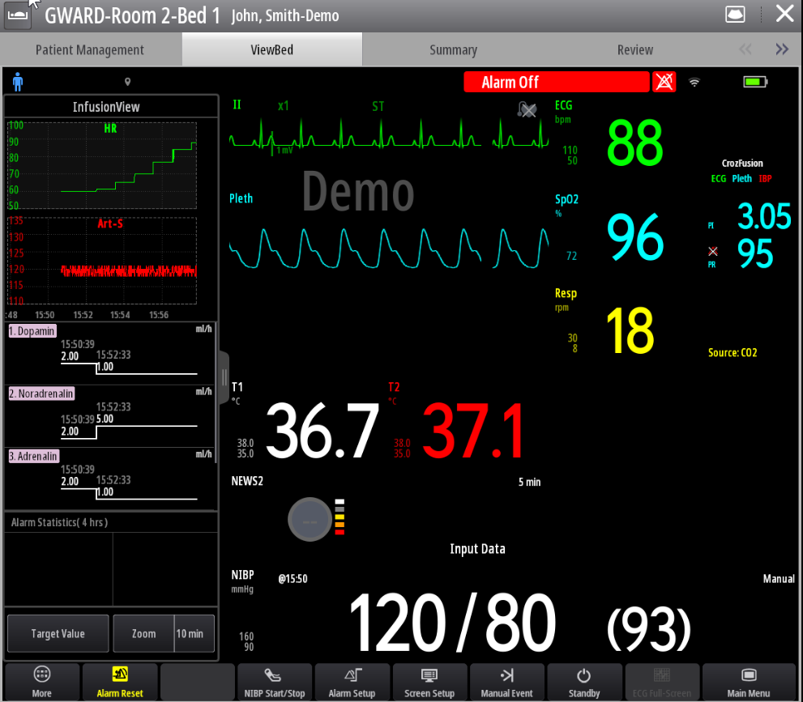 GWARD-Room 2-Bed 1 John, Smith-Demo
Patient Management ViewBed Summary Review
Alarm Off
InfusionView
HR
100
90
80
70
60
50
Art-S
135
130
125
120
115
110
:48 15:50 15:52 15:54 15:56
1. Dopamin ml/h
15:50:39
2.00 15:52:33
1.00
2. Noradrenalin ml/h
15:52:33
15:50:39 5.00
2.00
3. Adrenalin ml/h
15:50:39
2.00 15:52:33
1.00
Alarm Statistics( 4 hrs )
Target Value Zoom 10 min
II x1 ST
1mV
Demo
Pleth
ECG
bpm
110
50
88
SpO2
%
72
96
Resp
rpm
30
8
18
CrozFusion
ECG Pleth IBP
PI 3.05
PR 95
Source: CO2
T1
°C
38.0
35.0
36.7
T2
°C
38.0
35.0
37.1
NEWS2 5 min
Input Data
NIBP @15:50 Manual
mmHg
160
90
120/80 (93)
More Alarm Reset NIBP Start/Stop Alarm Setup Screen Setup Manual Event Standby ECG Full-Screen Main Menu